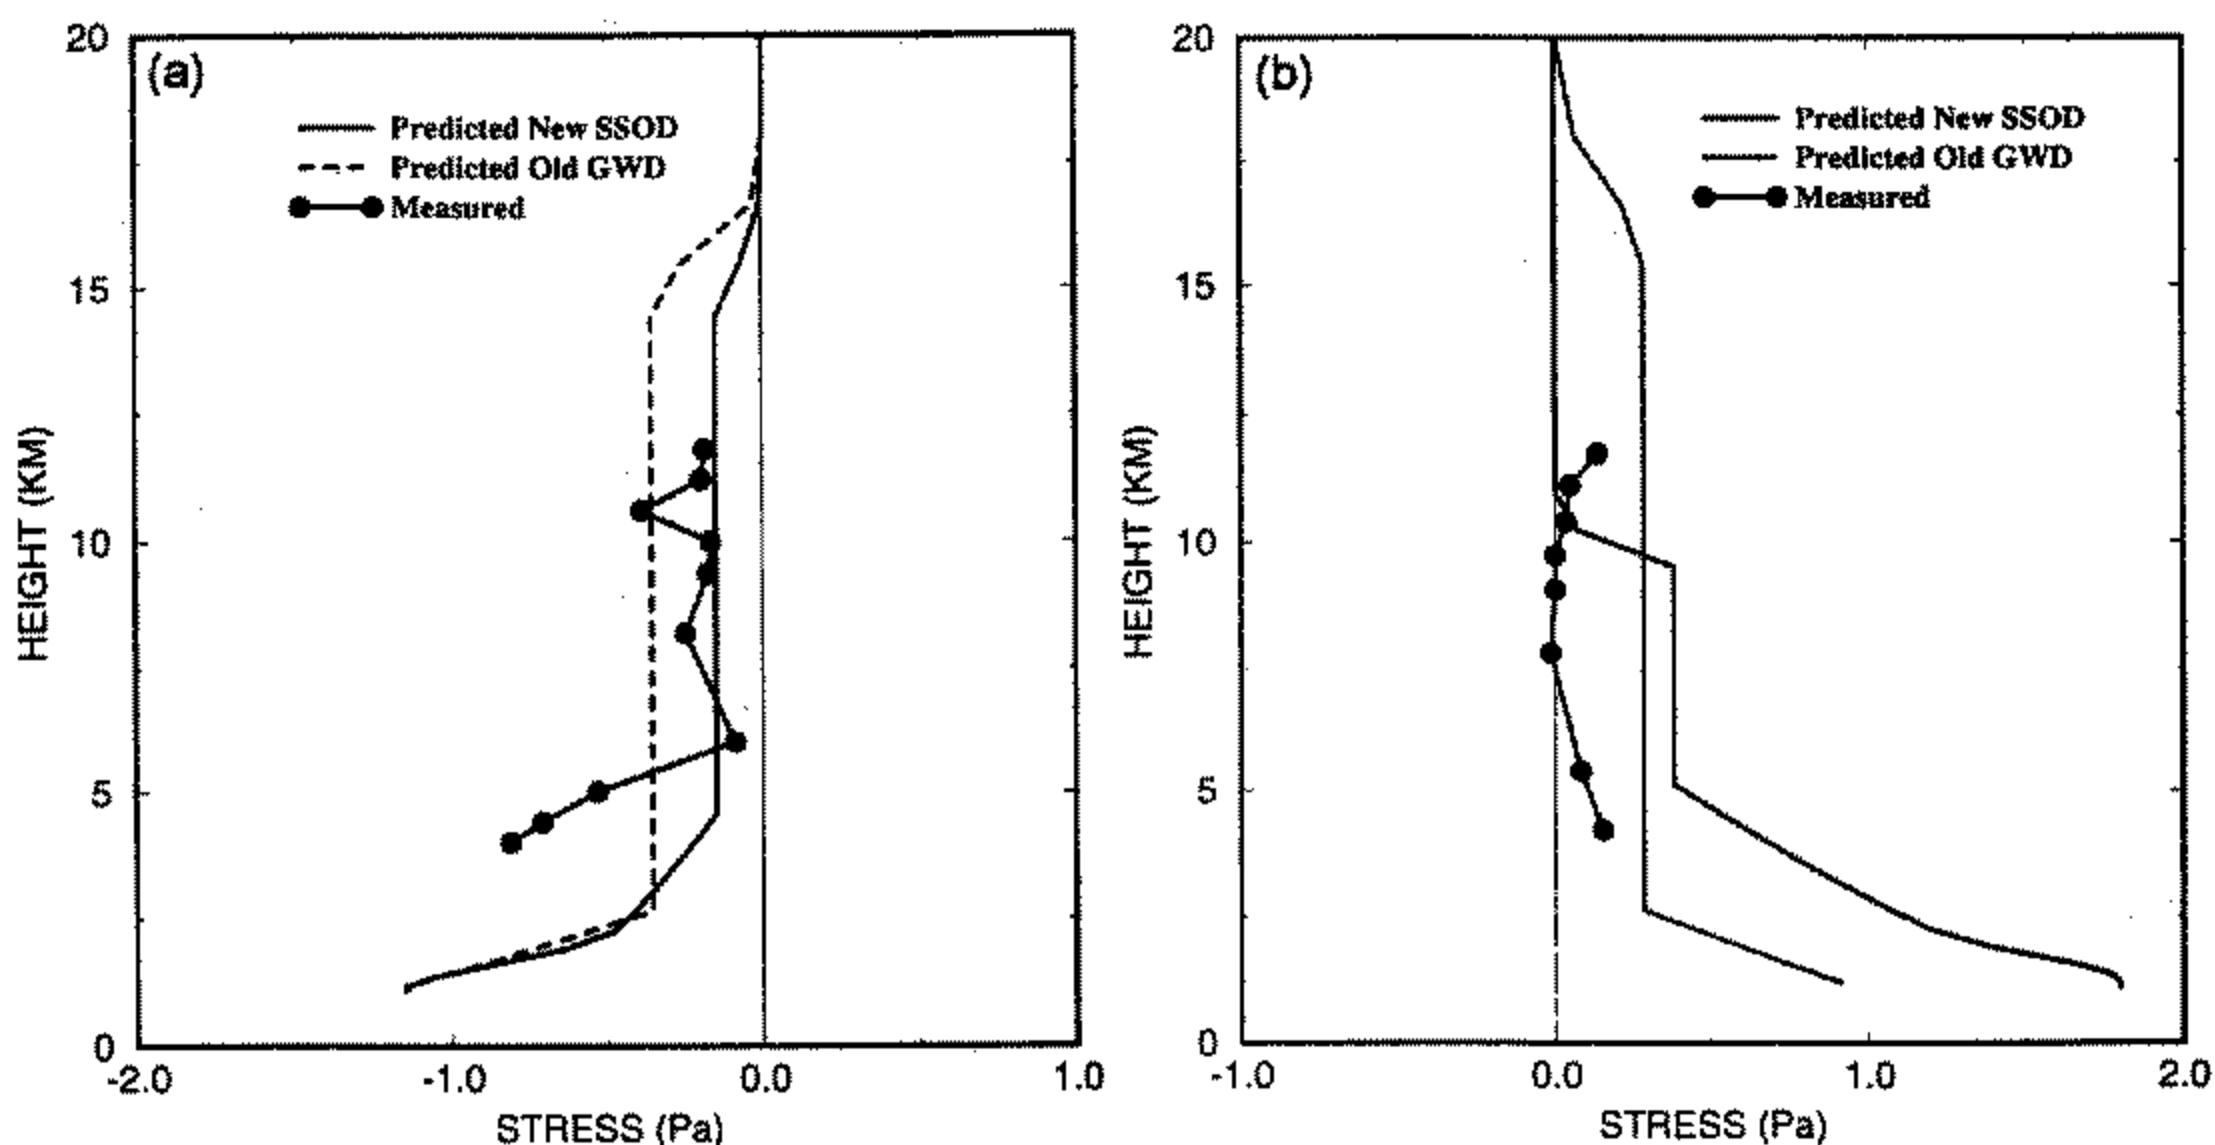 (a)
Predicted New SSOD
Predicted Old GWD
Measured
20
15
10
5
0
HEIGHT (KM)
-2.0 -1.0 0.0 1.0
STRESS (Pa)
(b)
Predicted New SSOD
Predicted Old GWD
Measured
20
15
10
5
0
HEIGHT (KM)
-1.0 0.0 1.0 2.0
STRESS (Pa)